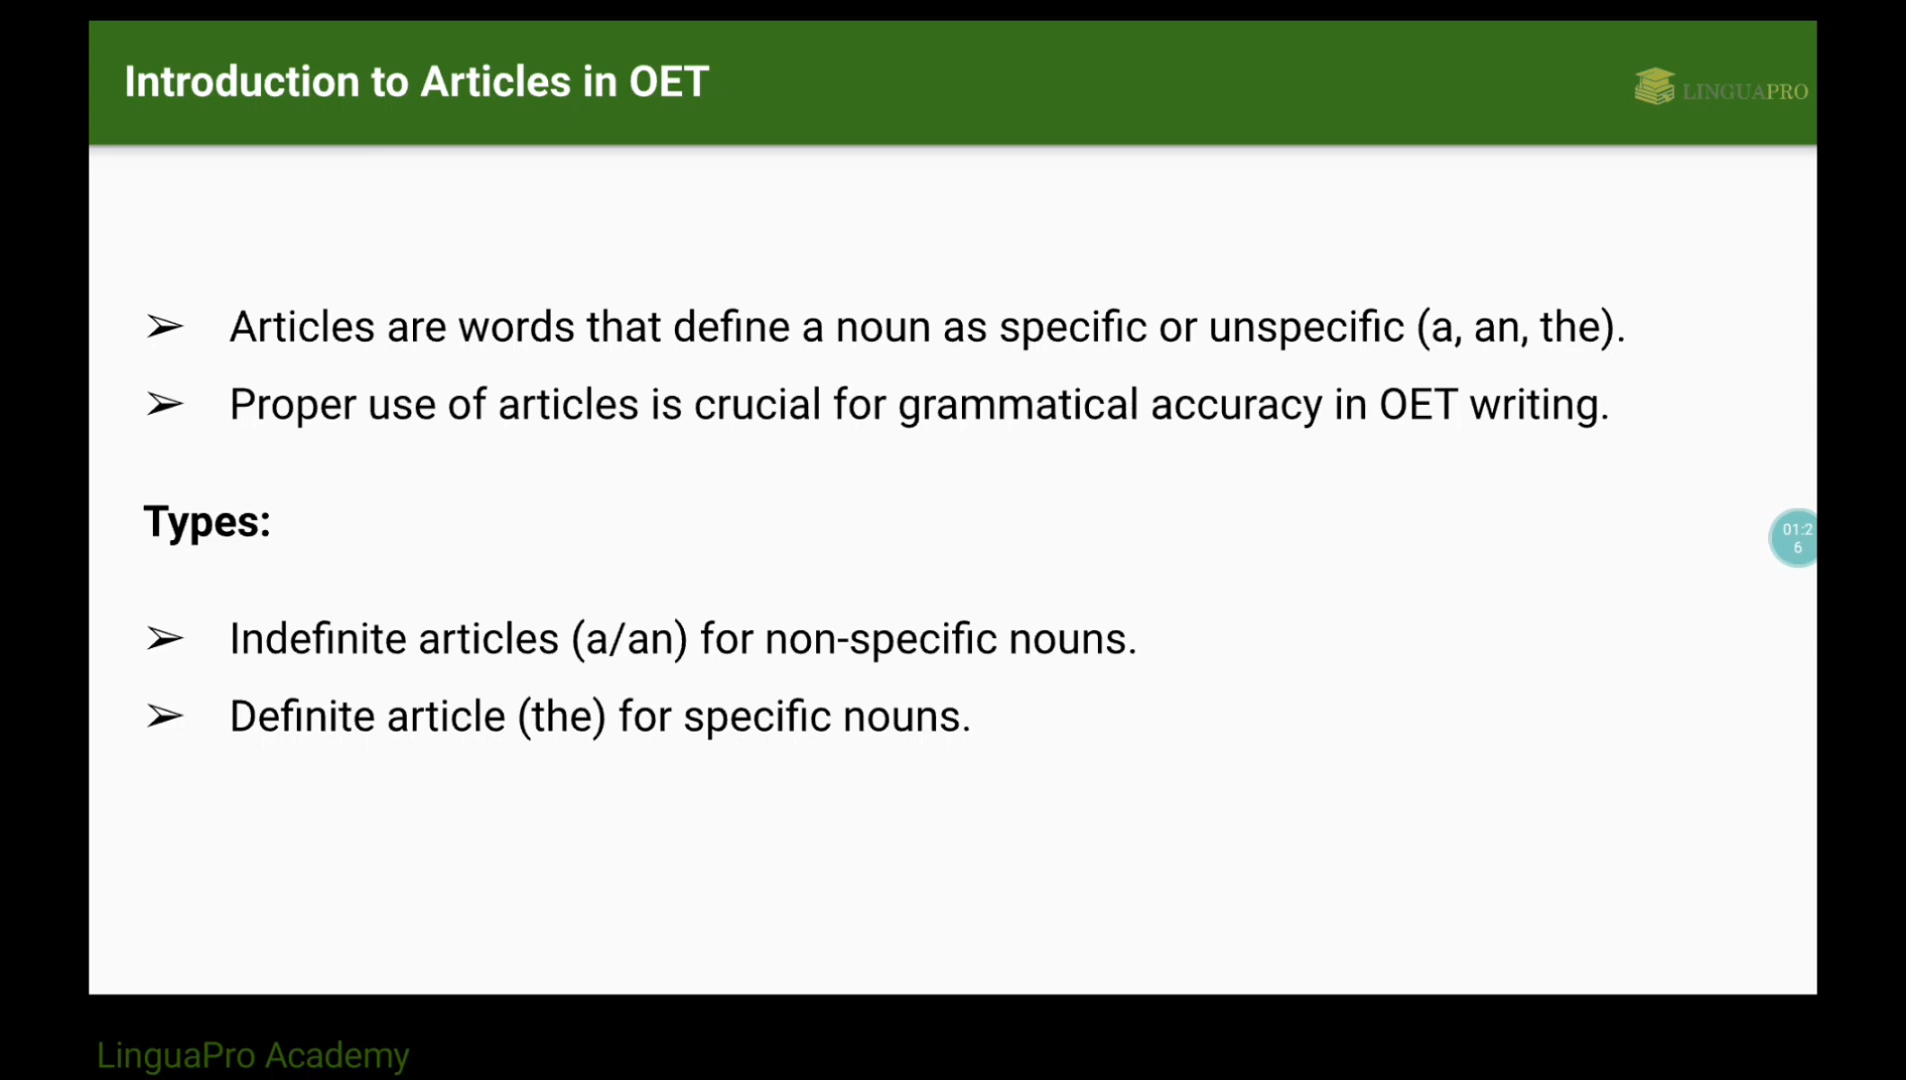 Introduction to Articles in OET
LINGUAPRO
➢ Articles are words that define a noun as specific or unspecific (a, an, the).
➢ Proper use of articles is crucial for grammatical accuracy in OET writing.
Types:
01:2
6
➢ Indefinite articles (a/an) for non-specific nouns.
➢ Definite article (the) for specific nouns.
LinguaPro Academy